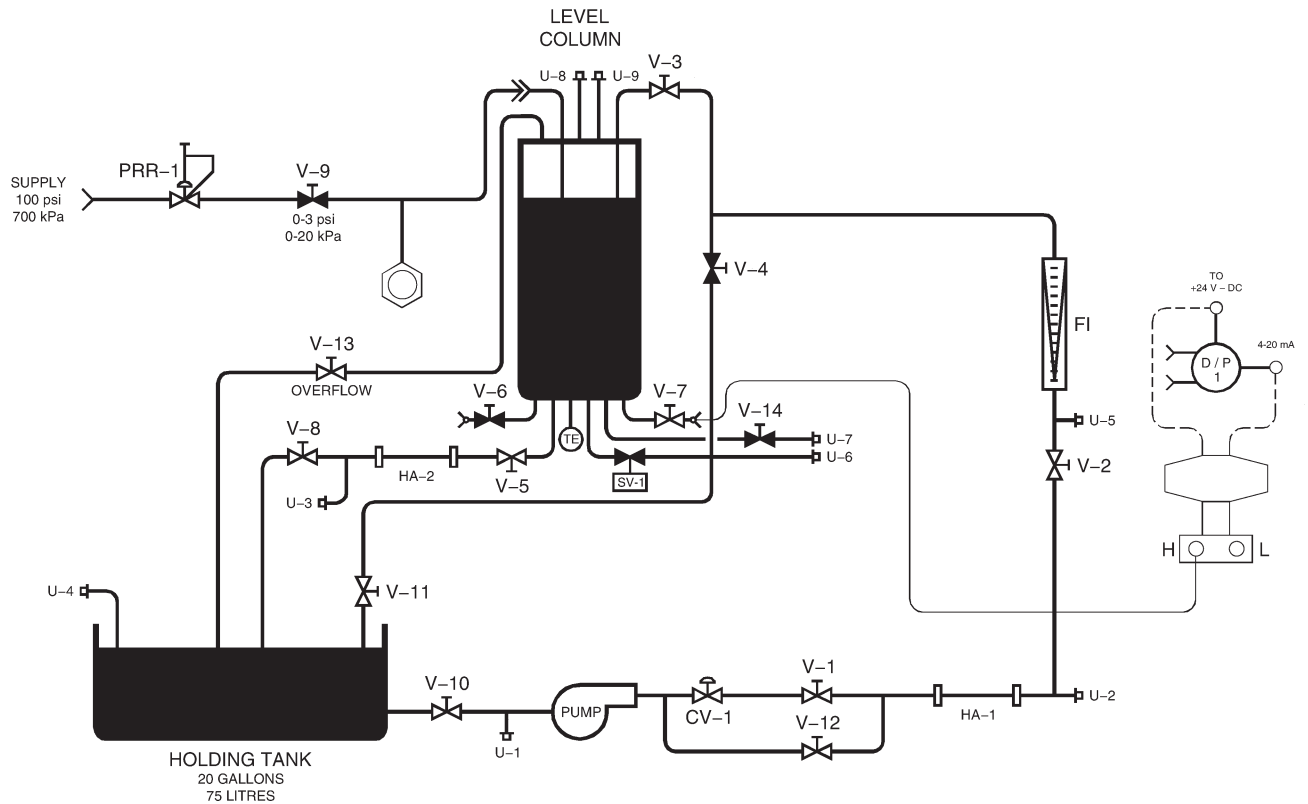 LEVEL
COLUMN
V–3
U–8
U–9
PRR–1
V–9
SUPPLY
100 psi
700 kPa
0-3 psi
0-20 kPa
V–4
TO
+24 V – DC
FI
4-20 mA
D / P
1
V–13
OVERFLOW
V–6
V–7
V–14
U–5
V–8
TE
U–7
U–6
HA–2
V–5
SV-1
V–2
U–3
H
L
U–4
V–11
V–10
V–1
PUMP
CV–1
U–2
HA–1
V–12
U–1
HOLDING TANK
20 GALLONS
75 LITRES